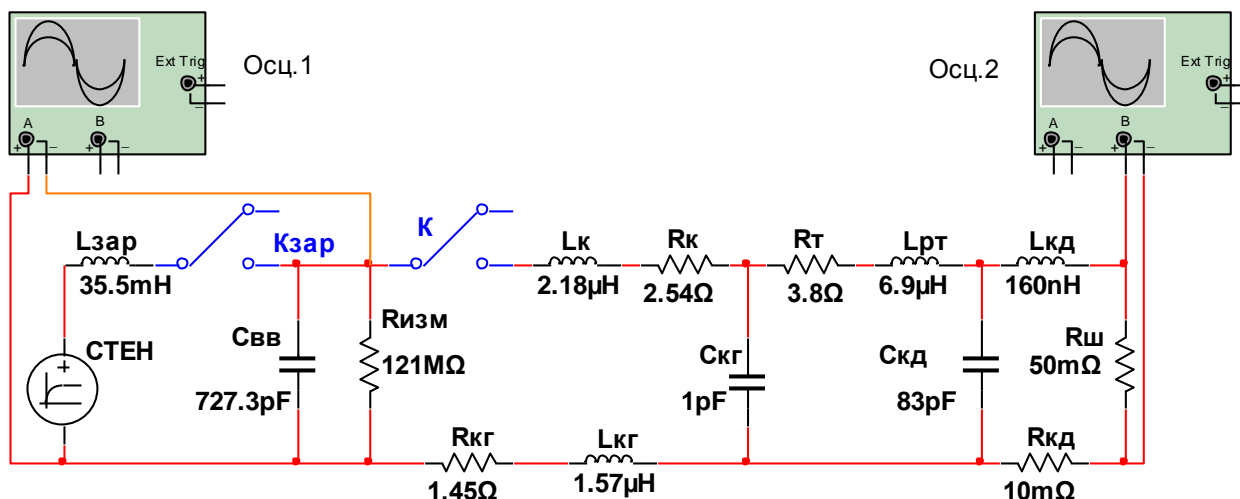 Ext Trig
+
−
A
B
+
−
+
−
Осц.1
Осц.2
Ext Trig
+
−
A
B
+
−
+
−
Lзар
35.5mH
Kзар
К
Lк
2.18µH
Rк
2.54Ω
Rт
3.8Ω
Lрт
6.9µH
Lкд
160nH
СТЕН
+
Свв
727.3pF
Rизм
121MΩ
Скг
1pF
Скд
83pF
Rш
50mΩ
Rкг
1.45Ω
Lкг
1.57µH
Rкд
10mΩ